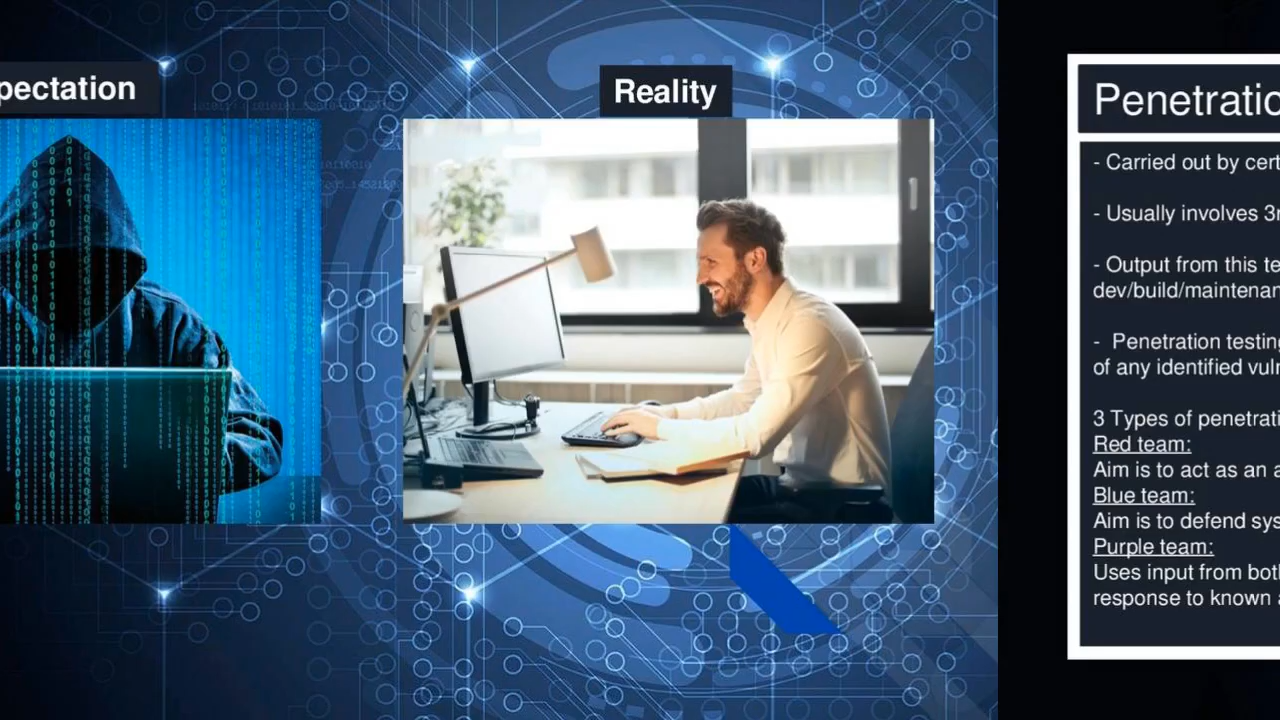 pectation
Reality
Penetratio
- Carried out by cert
- Usually involves 3r
- Output from this te
dev/build/maintenan
- Penetration testing
of any identified vuln
3 Types of penetrati
Red team:
Aim is to act as an a
Blue team:
Aim is to defend sys
Purple team:
Uses input from both
response to known a